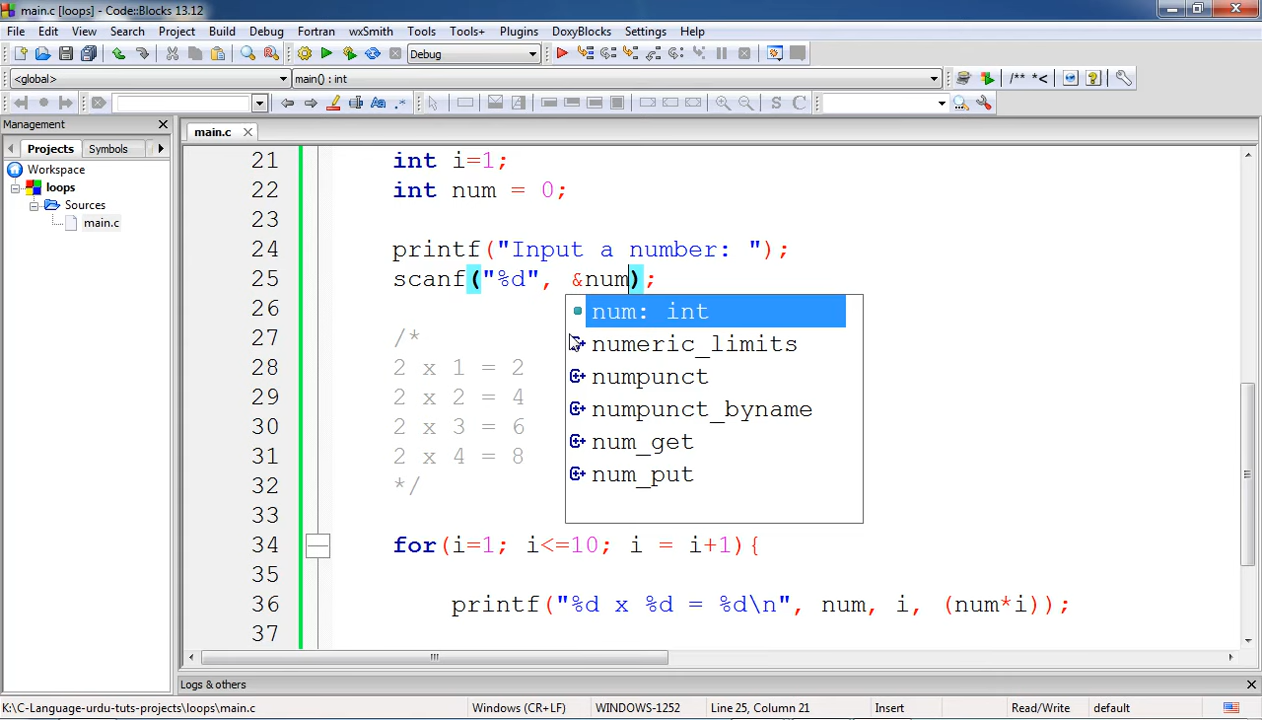 main.c [loops] - Code::Blocks 13.12
File Edit View Search Project Build Debug Fortran wxSmith Tools Tools+ Plugins DoxyBlocks Settings Help
Debug
<global> main() : int /** *<
Aa .* S C
Management
main.c
Projects Symbols
Workspace
loops
Sources
main.c
21 int i=1;
22 int num = 0;
23
24 printf("Input a number: ");
25 scanf("%d", &num);
26
27 /*
28 2 x 1 = 2
29 2 x 2 = 4
30 2 x 3 = 6
31 2 x 4 = 8
32 */
33
34 for(i=1; i<=10; i = i+1){
35
36 printf("%d x %d = %d\n", num, i, (num*i));
37
num: int
numeric_limits
numpunct
numpunct_byname
num_get
num_put
Logs & others
K:\C-Language-urdu-tuts-projects\loops\main.c Windows (CR+LF) WINDOWS-1252 Line 25, Column 21 Insert Read/Write default